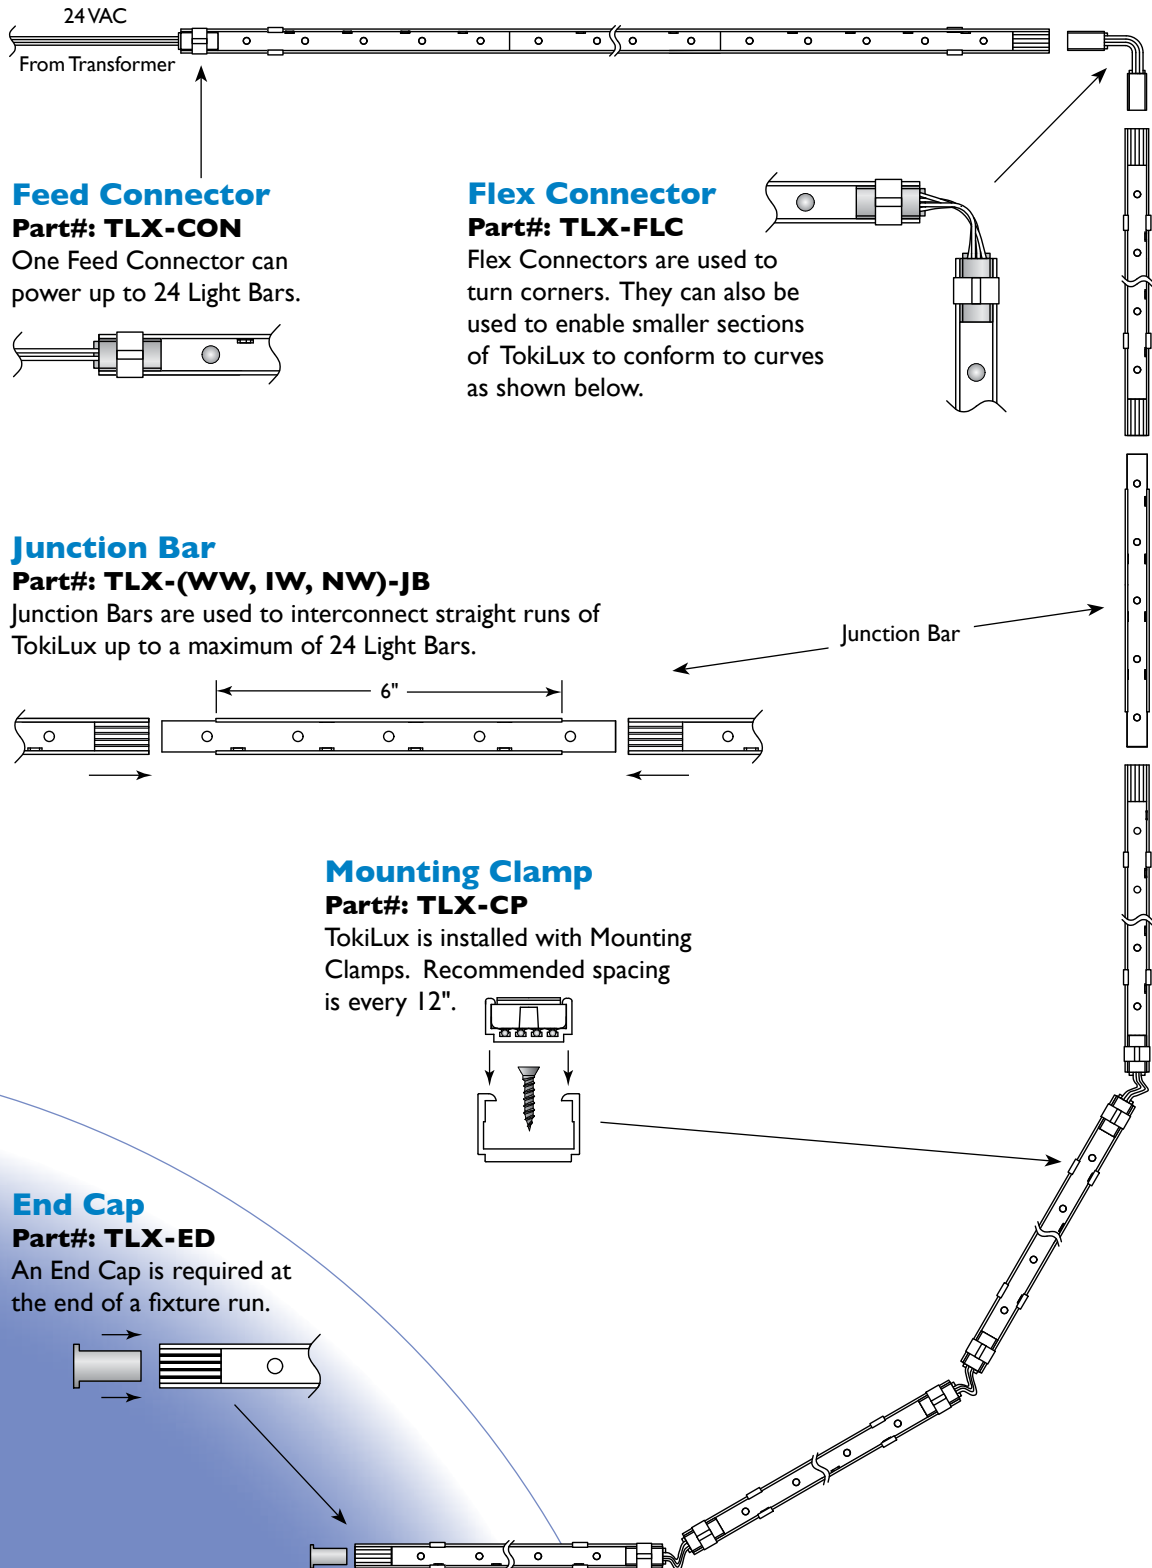 24 VAC
From Transformer
Feed Connector
Part#: TLX-CON
One Feed Connector can
power up to 24 Light Bars.
Flex Connector
Part#: TLX-FLC
Flex Connectors are used to
turn corners. They can also be
used to enable smaller sections
of TokiLux to conform to curves
as shown below.
Junction Bar
Part#: TLX-(WW, IW, NW)-JB
Junction Bars are used to interconnect straight runs of
TokiLux up to a maximum of 24 Light Bars.
Junction Bar
6"
Mounting Clamp
Part#: TLX-CP
TokiLux is installed with Mounting
Clamps. Recommended spacing
is every 12".
End Cap
Part#: TLX-ED
An End Cap is required at
the end of a fixture run.